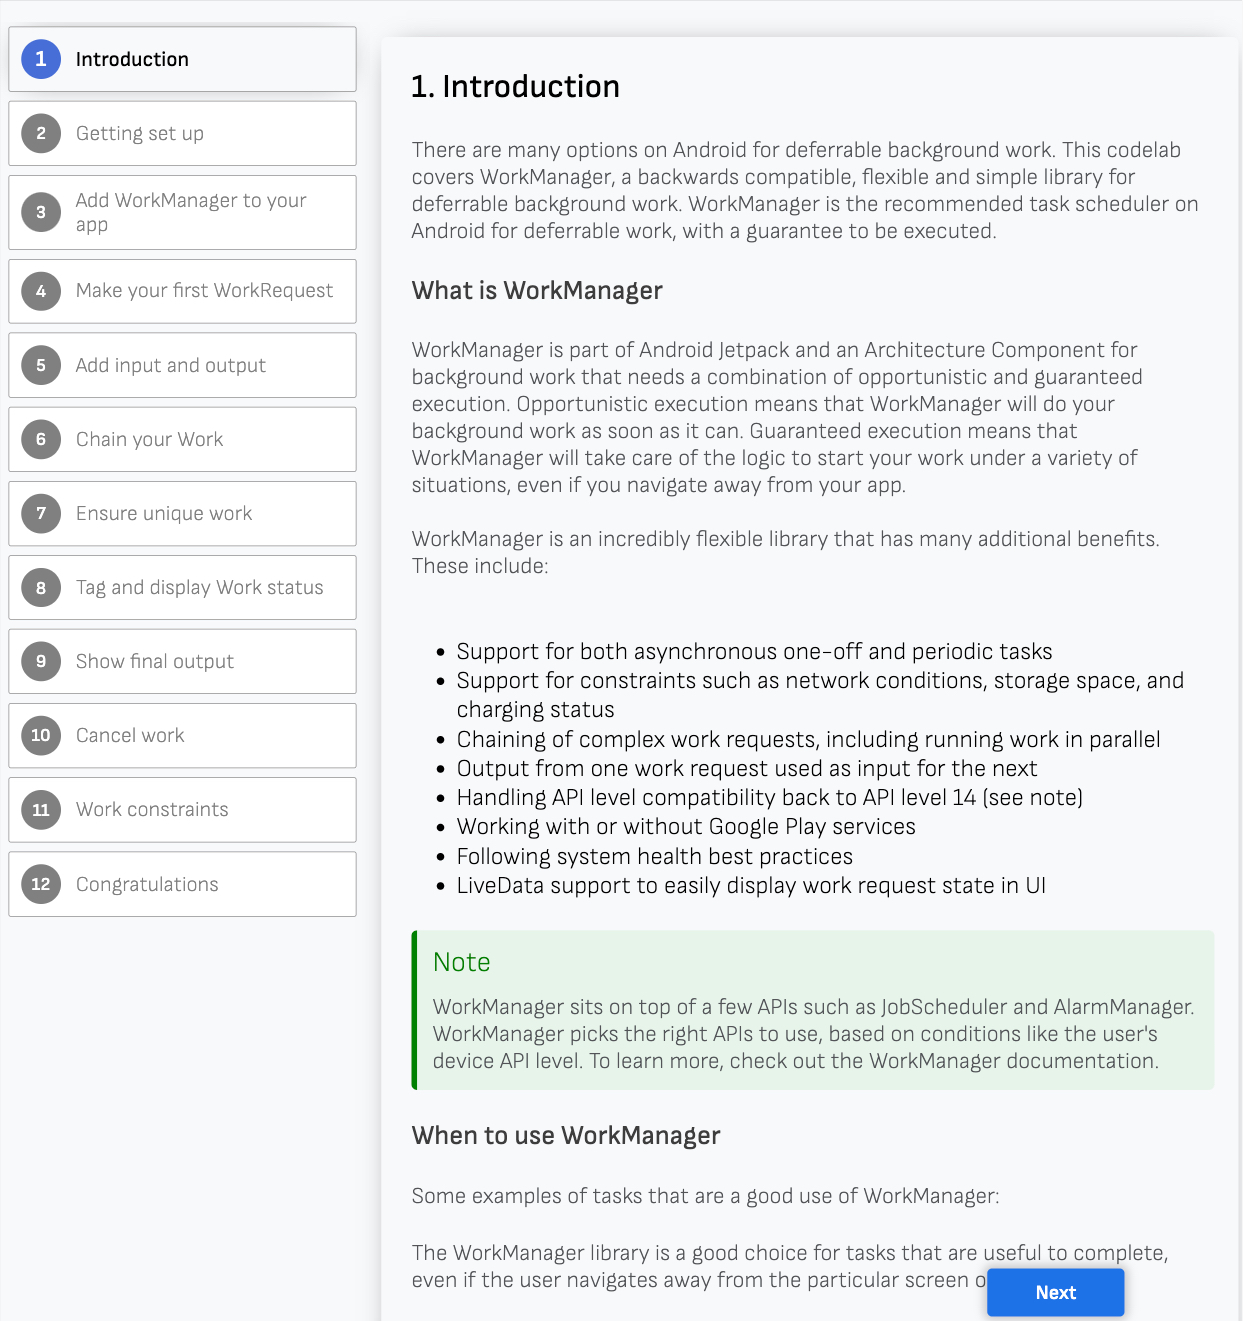 1 Introduction
2 Getting set up
3 Add WorkManager to your
app
4 Make your first WorkRequest
5 Add input and output
6 Chain your Work
7 Ensure unique work
8 Tag and display Work status
9 Show final output
10 Cancel work
11 Work constraints
12 Congratulations
1. Introduction
There are many options on Android for deferrable background work. This codelab
covers WorkManager, a backwards compatible, flexible and simple library for
deferrable background work. WorkManager is the recommended task scheduler on
Android for deferrable work, with a guarantee to be executed.
What is WorkManager
WorkManager is part of Android Jetpack and an Architecture Component for
background work that needs a combination of opportunistic and guaranteed
execution. Opportunistic execution means that WorkManager will do your
background work as soon as it can. Guaranteed execution means that
WorkManager will take care of the logic to start your work under a variety of
situations, even if you navigate away from your app.
WorkManager is an incredibly flexible library that has many additional benefits.
These include:
• Support for both asynchronous one-off and periodic tasks
• Support for constraints such as network conditions, storage space, and
charging status
• Chaining of complex work requests, including running work in parallel
• Output from one work request used as input for the next
• Handling API level compatibility back to API level 14 (see note)
• Working with or without Google Play services
• Following system health best practices
• LiveData support to easily display work request state in UI
Note
WorkManager sits on top of a few APIs such as JobScheduler and AlarmManager.
WorkManager picks the right APIs to use, based on conditions like the user's
device API level. To learn more, check out the WorkManager documentation.
When to use WorkManager
Some examples of tasks that are a good use of WorkManager:
The WorkManager library is a good choice for tasks that are useful to complete,
even if the user navigates away from the particular screen
Next